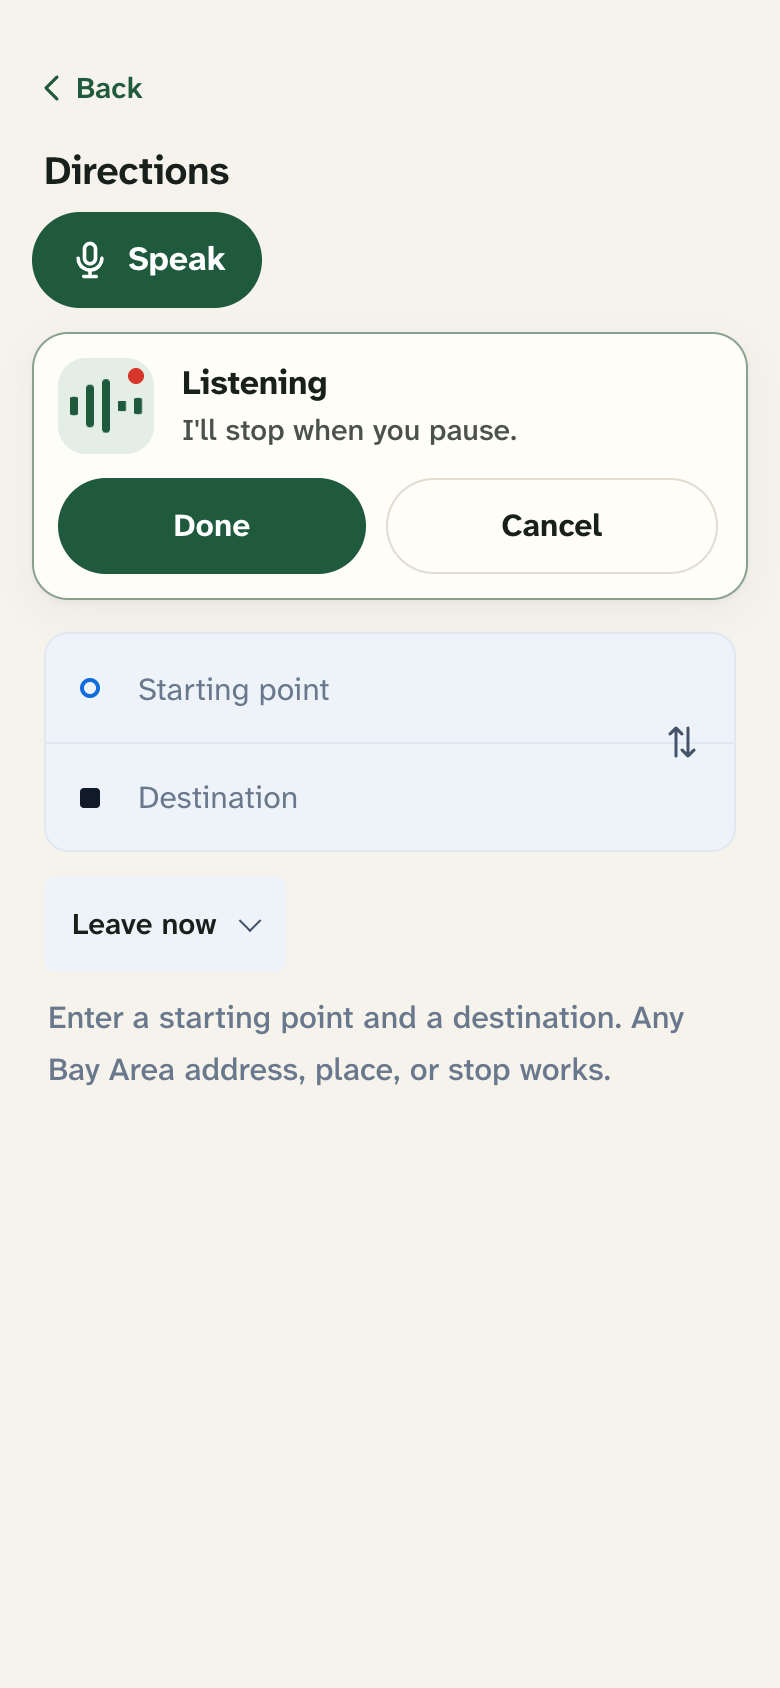 Back
Directions
Speak
Listening
I'll stop when you pause.
Done
Cancel
Starting point
Destination
Leave now
Enter a starting point and a destination. Any
Bay Area address, place, or stop works.